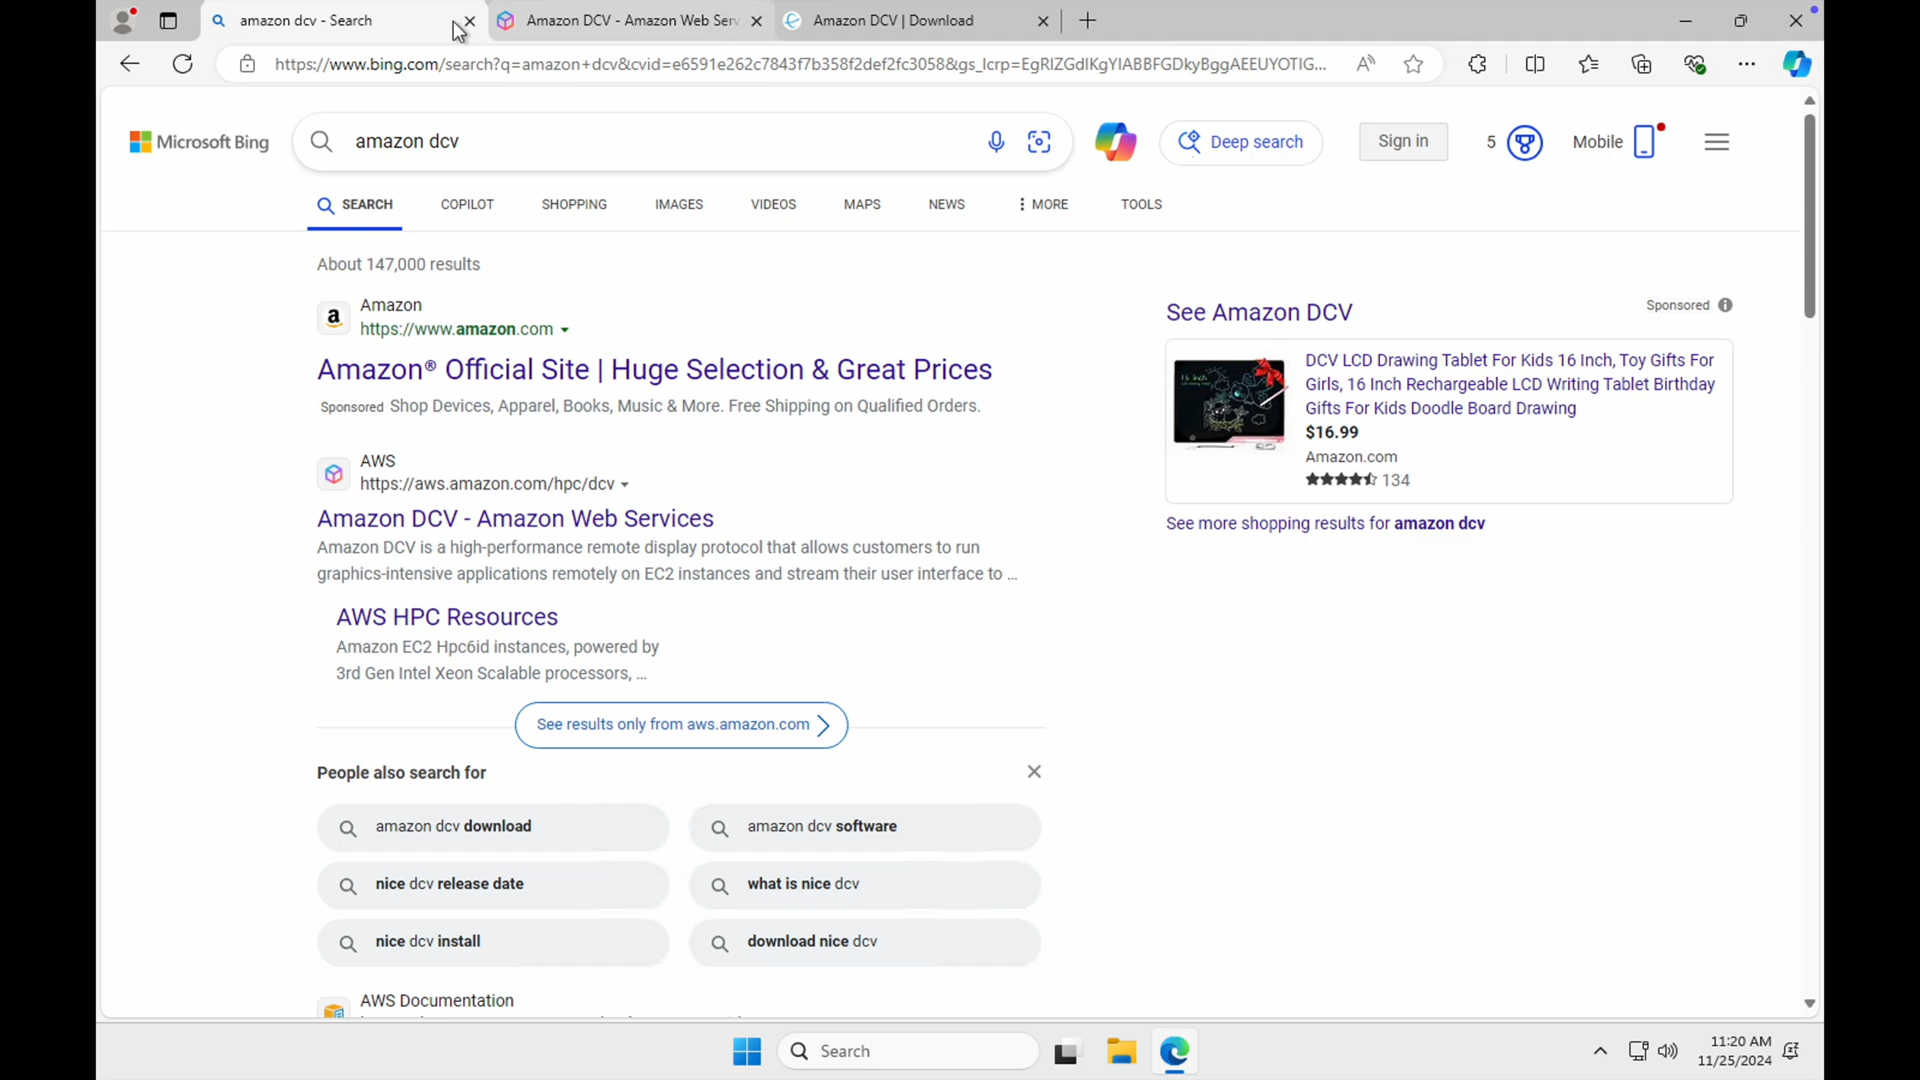 amazon dcv - Search
Amazon DCV - Amazon Web Serv
Amazon DCV | Download
https://www.bing.com/search?q=amazon+dcv&cvid=e6591e262c7843f7b358f2def2fc3058&gs_lcrp=EgRlZGdlKgYIABBFGDkyBggAEEUYOTIG...
Microsoft Bing
amazon dcv
Deep search
Sign in
5
Mobile
SEARCH
COPILOT
SHOPPING
IMAGES
VIDEOS
MAPS
NEWS
MORE
TOOLS
About 147,000 results
Amazon
https://www.amazon.com
Amazon® Official Site | Huge Selection & Great Prices
Sponsored Shop Devices, Apparel, Books, Music & More. Free Shipping on Qualified Orders.
AWS
https://aws.amazon.com/hpc/dcv
Amazon DCV - Amazon Web Services
Amazon DCV is a high-performance remote display protocol that allows customers to run
graphics-intensive applications remotely on EC2 instances and stream their user interface to ...
AWS HPC Resources
Amazon EC2 Hpc6id instances, powered by
3rd Gen Intel Xeon Scalable processors, ...
See results only from aws.amazon.com
People also search for
amazon dcv download
amazon dcv software
nice dcv release date
what is nice dcv
nice dcv install
download nice dcv
AWS Documentation
See Amazon DCV
Sponsored
16 Inch
DCV LCD Drawing Tablet For Kids 16 Inch, Toy Gifts For
Girls, 16 Inch Rechargeable LCD Writing Tablet Birthday
Gifts For Kids Doodle Board Drawing
$16.99
Amazon.com
134
See more shopping results for amazon dcv
Search
11:20 AM
11/25/2024